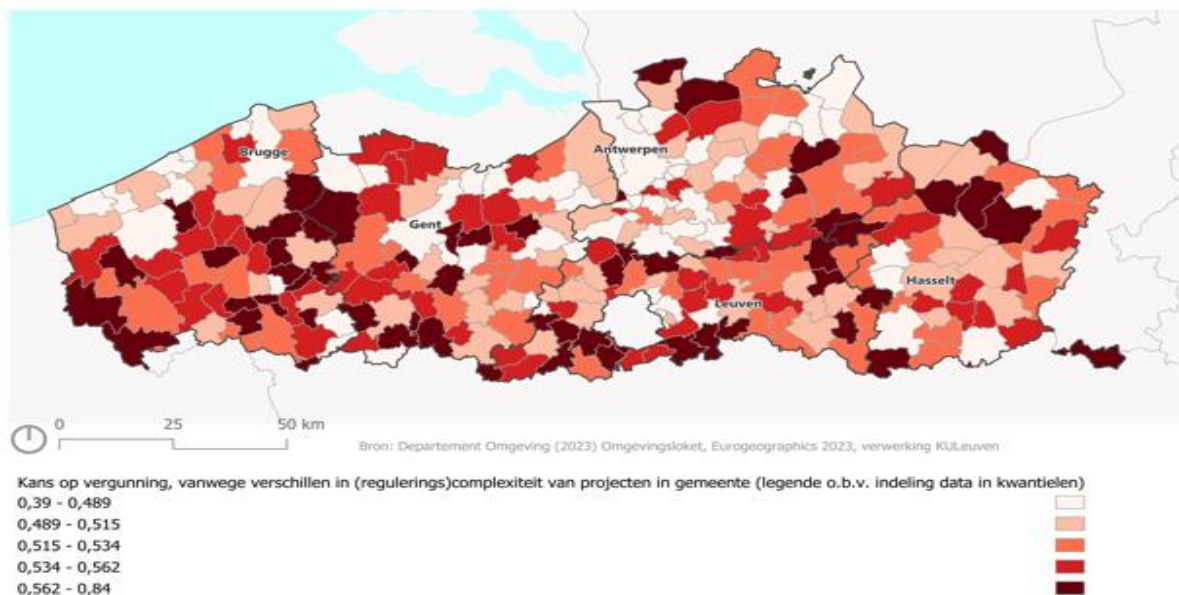 Brugge
Antwerpen
Gent
Hasselt
Leuven
0 25 50 km
Bron: Departement Omgeving (2023) Omgevingsloket, Eurogeographics 2023, verwerking KULeuven
Kans op vergunning, vanwege verschillen in (regulerings)complexiteit van projecten in gemeente (legende o.b.v. indeling data in kwantielen)
0,39 - 0,489
0,489 - 0,515
0,515 - 0,534
0,534 - 0,562
0,562 - 0,84